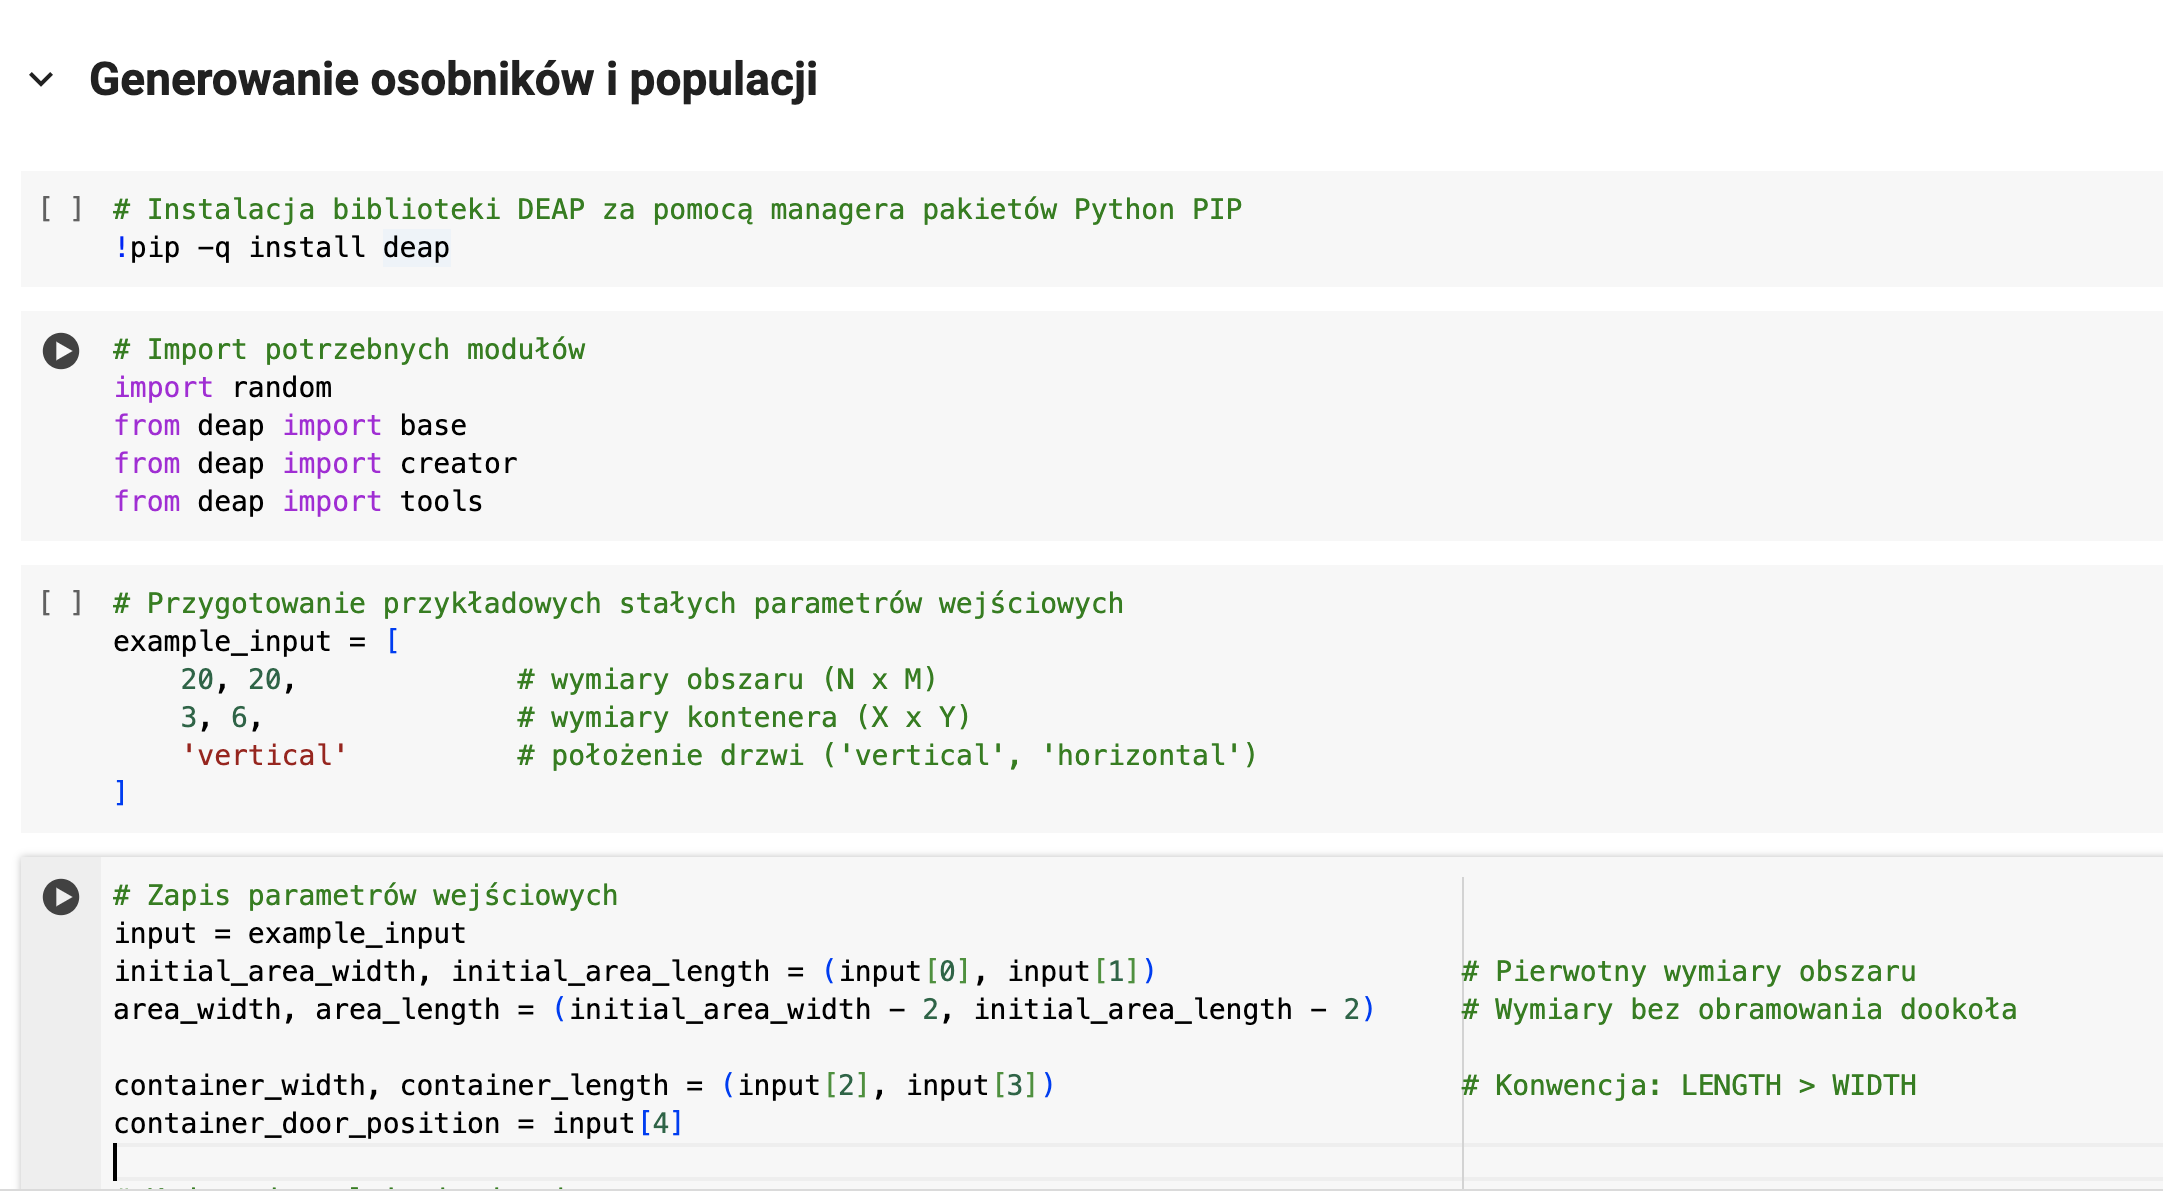 Generowanie osobników i populacji
[ ] # Instalacja biblioteki DEAP za pomocą managera pakietów Python PIP
!pip -q install deap
# Import potrzebnych modułów
import random
from deap import base
from deap import creator
from deap import tools
[ ] # Przygotowanie przykładowych stałych parametrów wejściowych
example_input = [
    20, 20,             # wymiary obszaru (N x M)
    3, 6,               # wymiary kontenera (X x Y)
    'vertical'          # położenie drzwi ('vertical', 'horizontal')
]
# Zapis parametrów wejściowych
input = example_input
initial_area_width, initial_area_length = (input[0], input[1])                  # Pierwotny wymiary obszaru
area_width, area_length = (initial_area_width - 2, initial_area_length - 2)     # Wymiary bez obramowania dookoła
container_width, container_length = (input[2], input[3])                        # Konwencja: LENGTH > WIDTH
container_door_position = input[4]